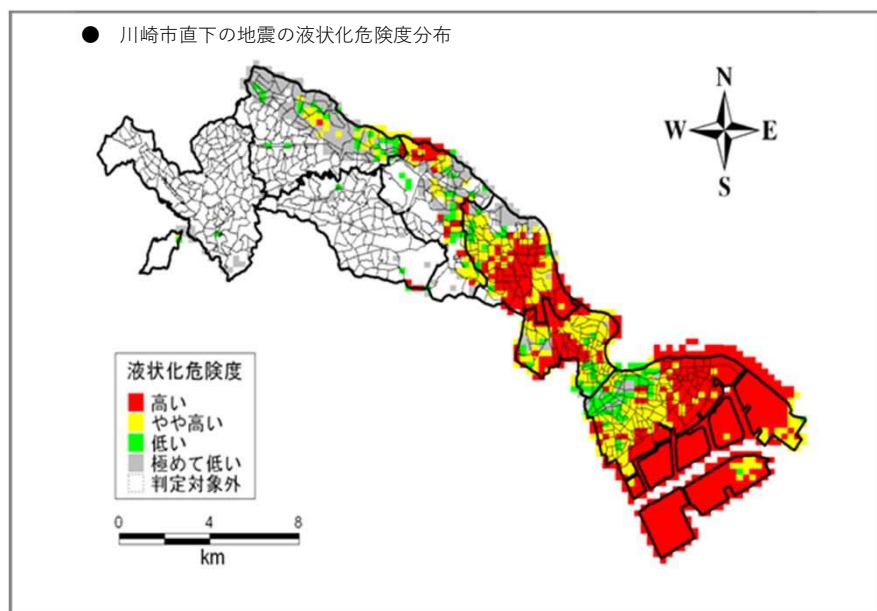 ● 川崎市直下の地震の液状化危険度分布
N
W E
S
液状化危険度
高い
やや高い
低い
極めて低い
判定対象外
0 4 8
km